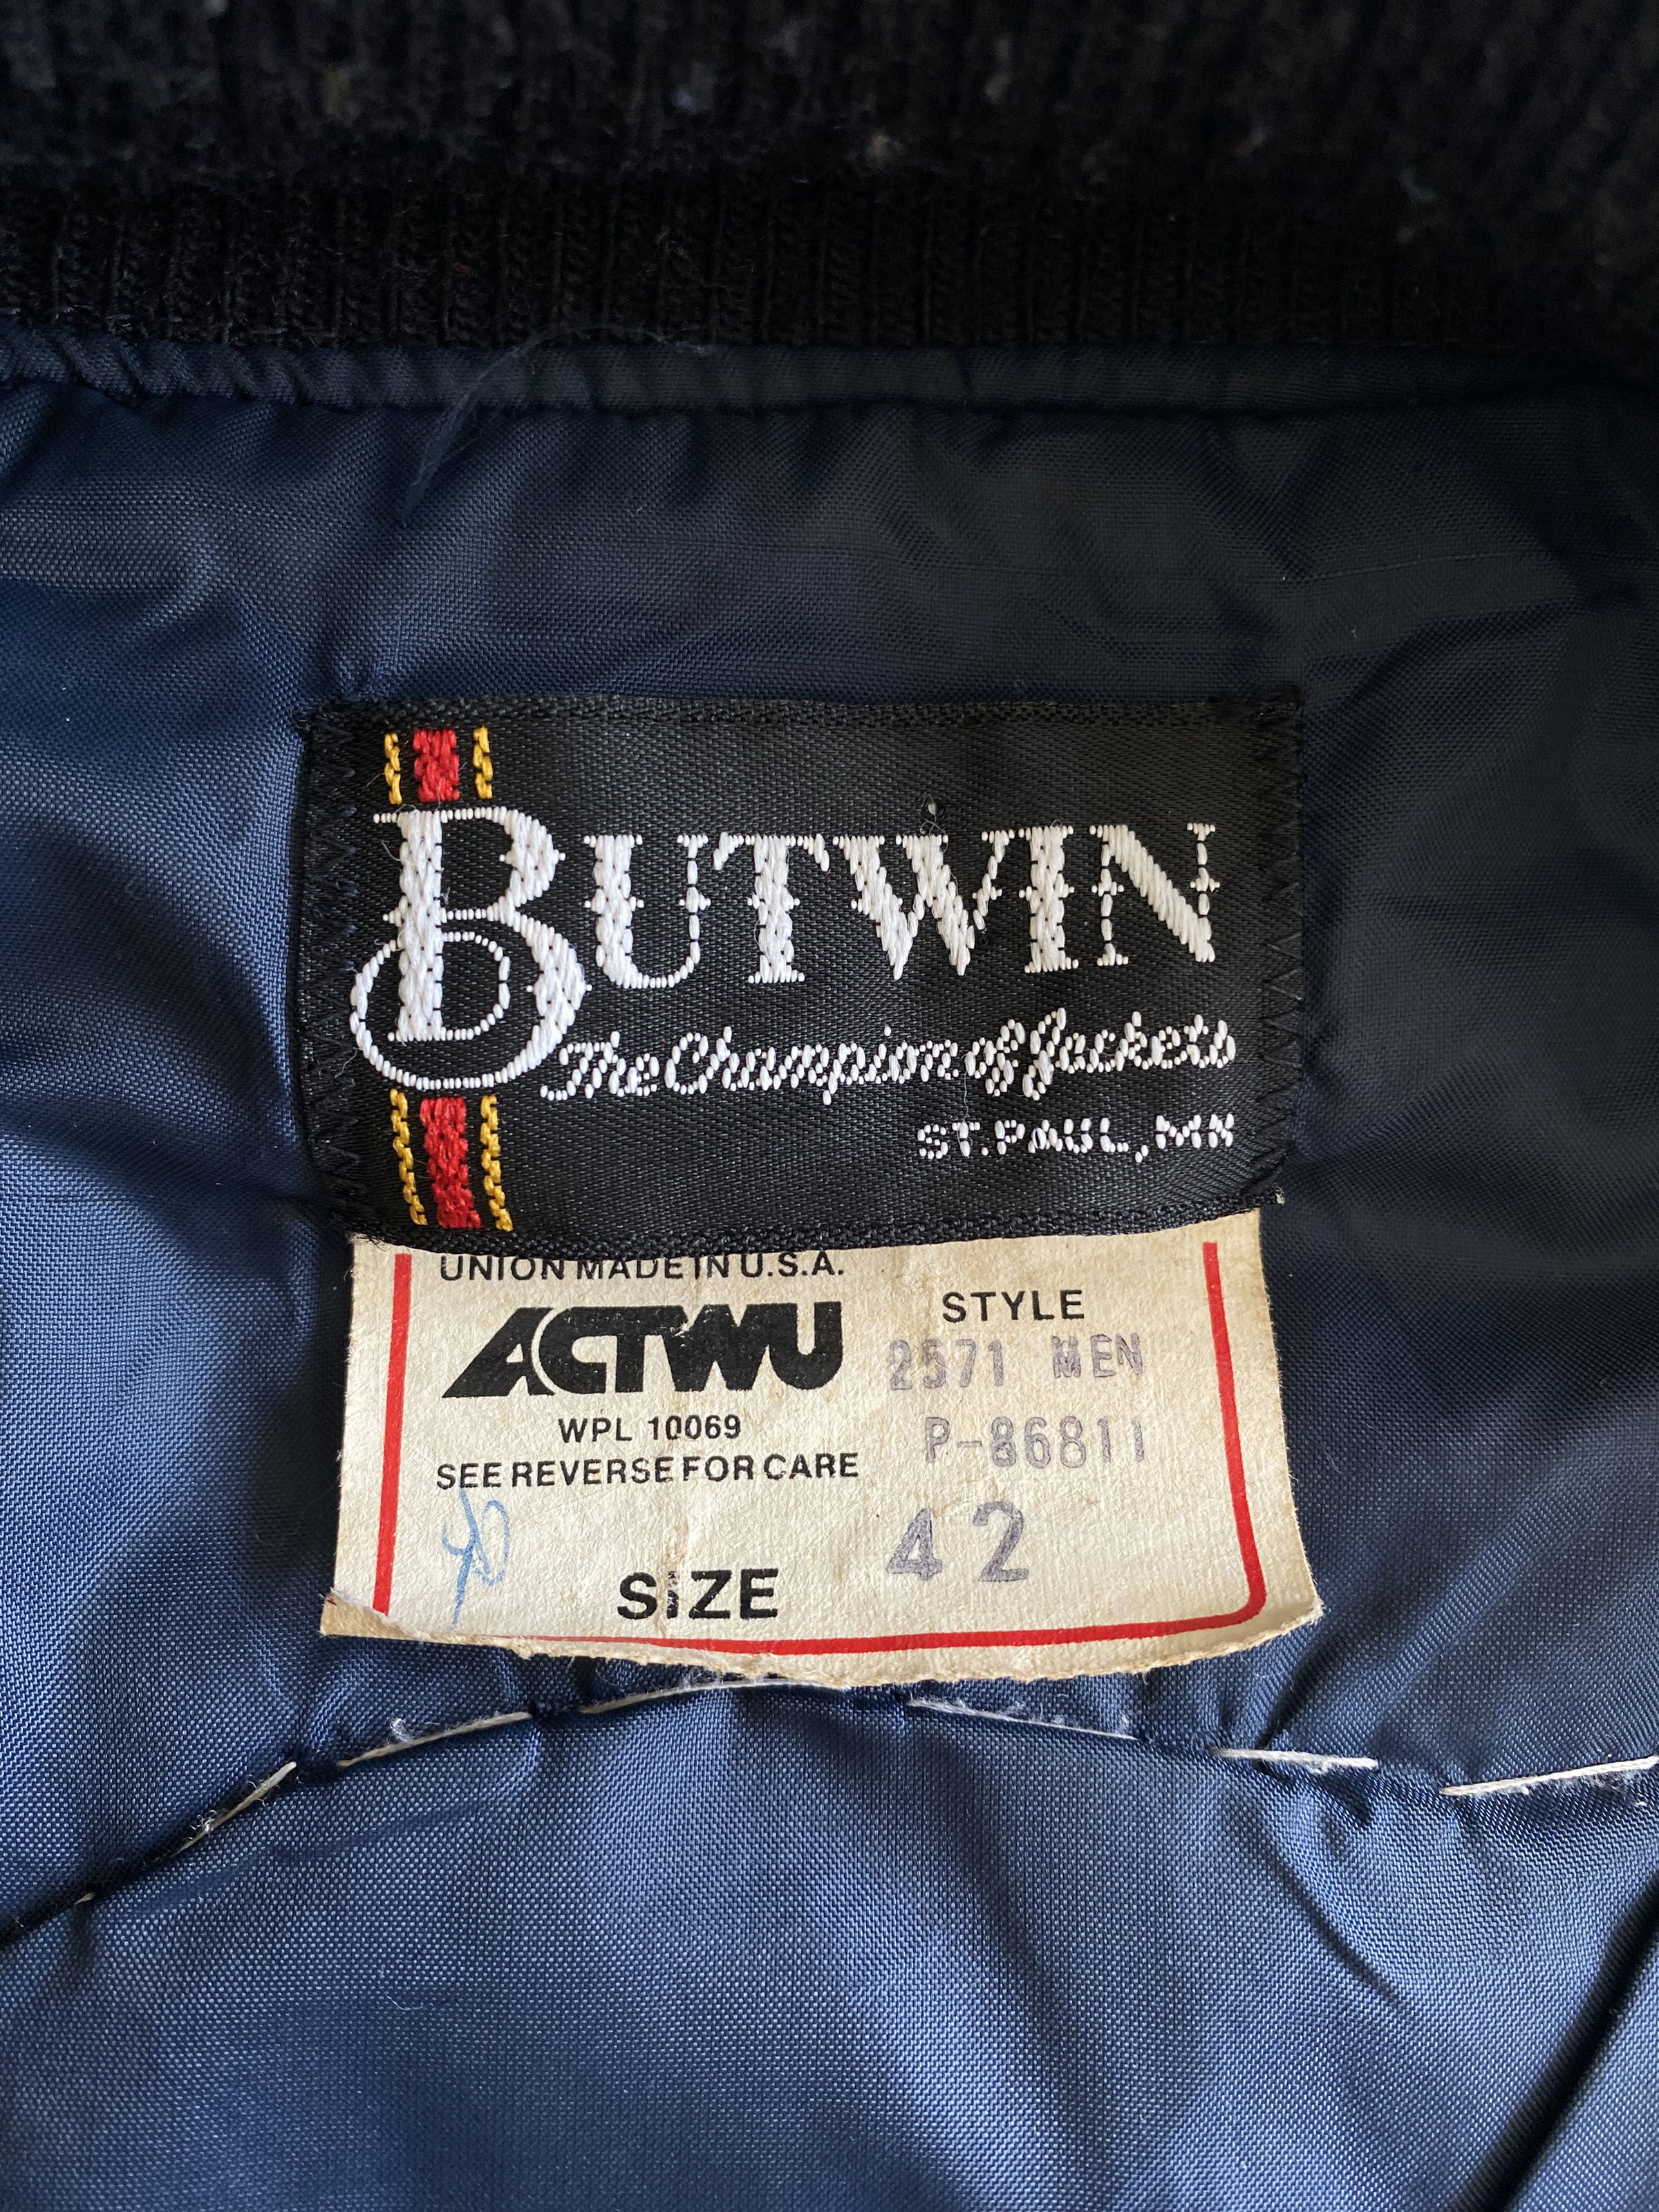 BUTWIN
The Champion of Jackets
ST. PAUL, MN
UNION MADE IN U.S.A.
ACTWU
WPL 10069
SEE REVERSE FOR CARE
STYLE
2571 MEN
P-86811
SIZE 42